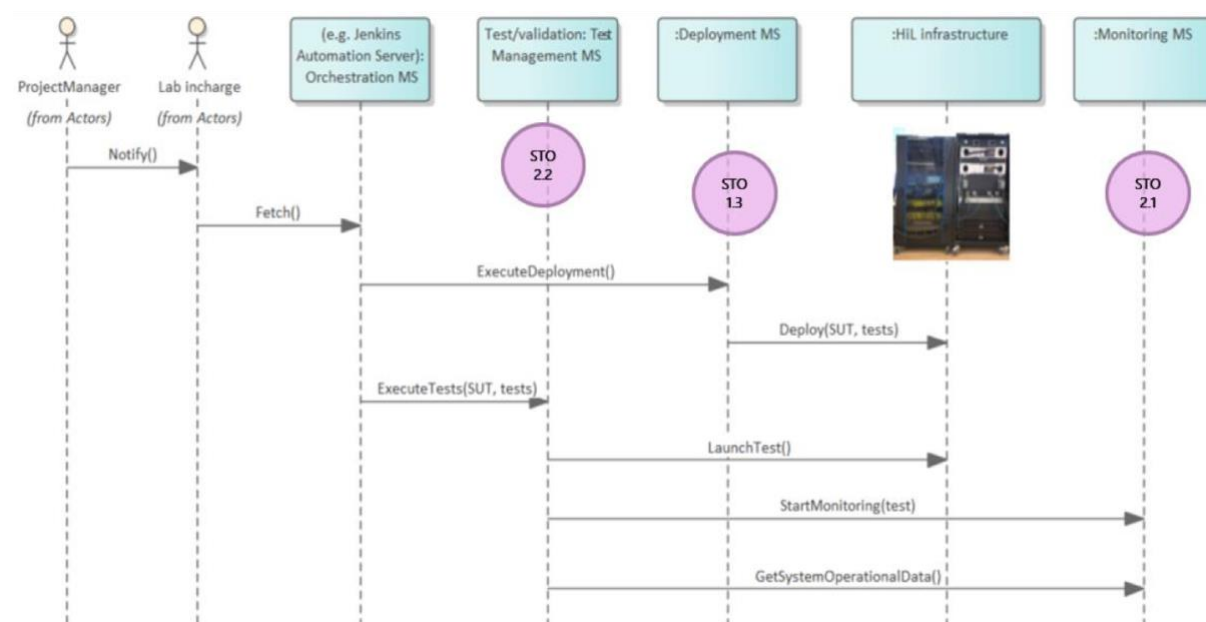 (e.g. Jenkins
Automation Server):
Orchestration MS
Test/validation: Test
Management MS
:Deployment MS
:HiL infrastructure
:Monitoring MS
ProjectManager
(from Actors)
Lab incharge
(from Actors)
Notify()
STO
2.2
STO
1.3
STO
2.1
Fetch()
ExecuteDeployment()
Deploy(SUT, tests)
ExecuteTests(SUT, tests)
LaunchTest()
StartMonitoring(test)
GetSystemOperationalData()